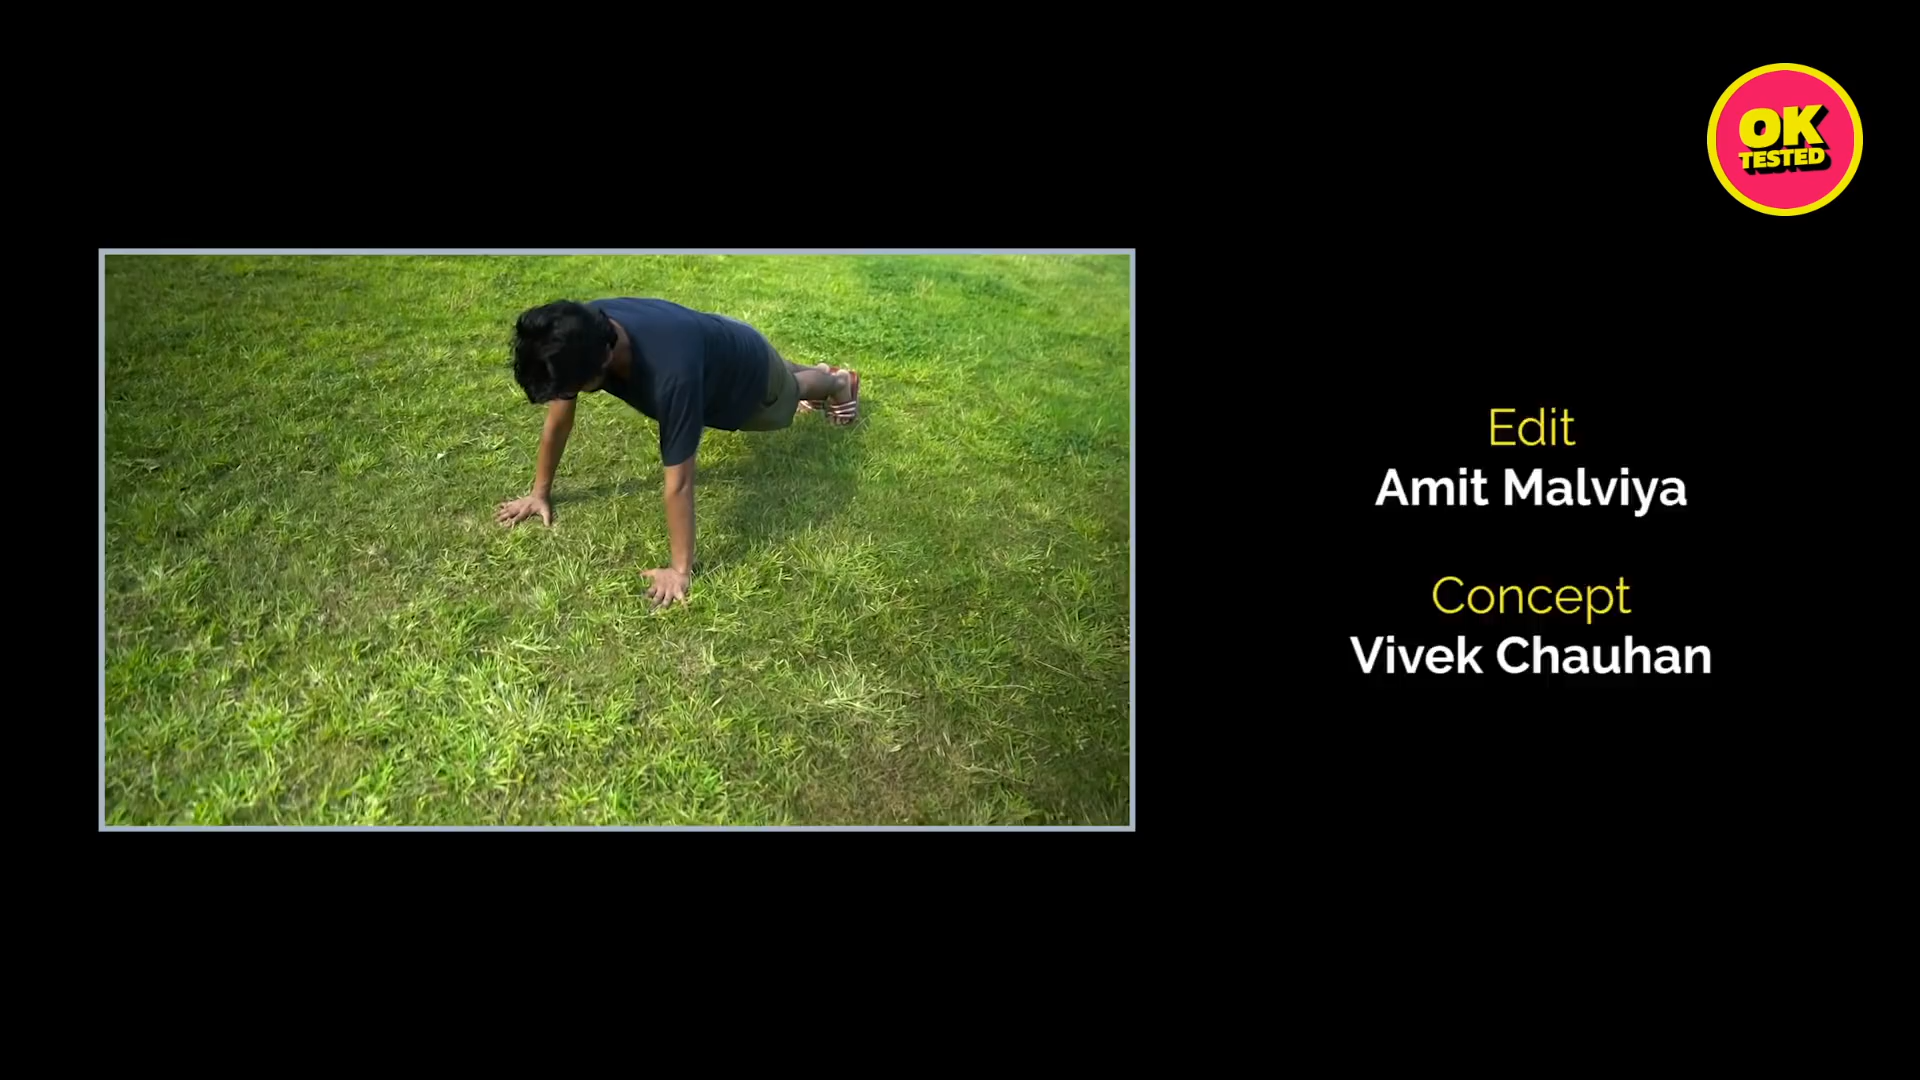 OK
TESTED
Edit
Amit Malviya
Concept
Vivek Chauhan